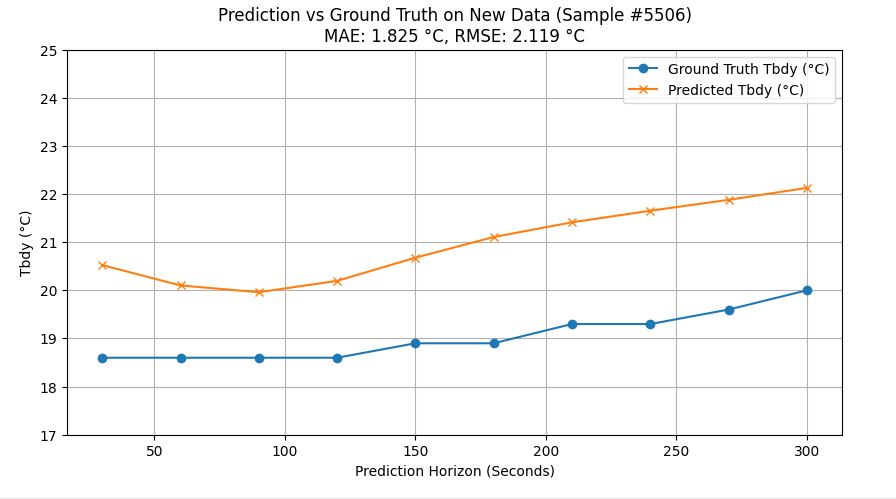 Prediction vs Ground Truth on New Data (Sample #5506)
MAE: 1.825 °C, RMSE: 2.119 °C
Ground Truth Tbdy (°C)
Predicted Tbdy (°C)
Tbdy (°C)
25
24
23
22
21
20
19
18
17
50
100
150
200
250
300
Prediction Horizon (Seconds)